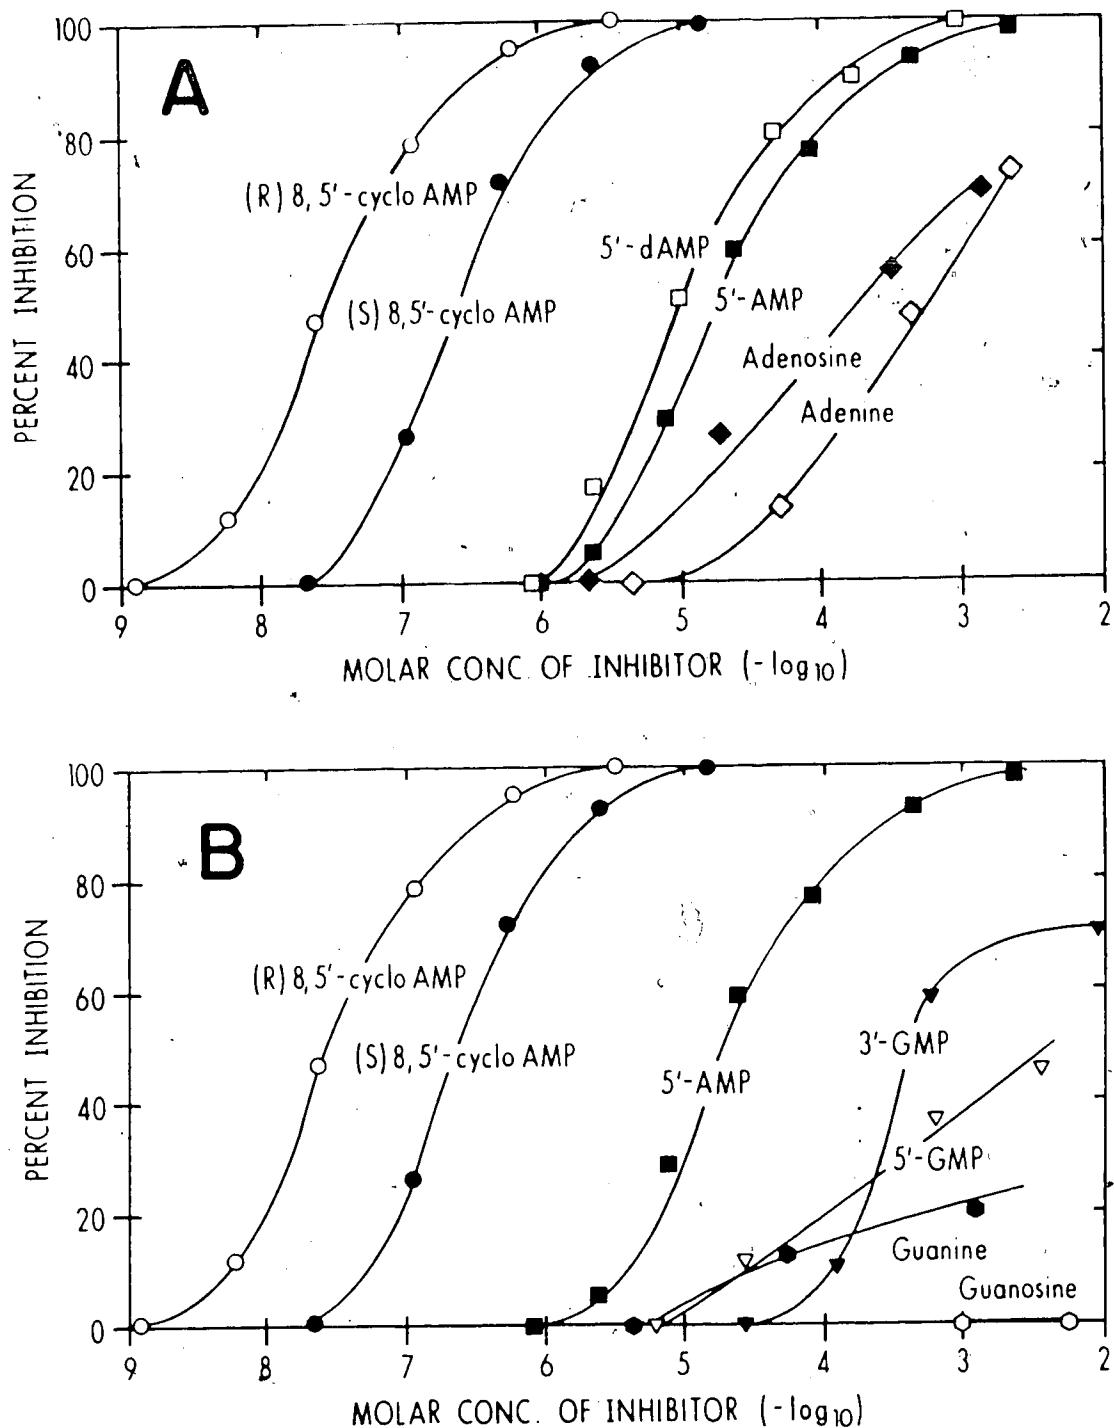 A
PERCENT INHIBITION
100
80
60
40
20
0
(R) 8,5'-cyclo AMP
(S) 8,5'-cyclo AMP
5'-dAMP
5'-AMP
Adenosine
Adenine
9 8 7 6 5 4 3 2
MOLAR CONC. OF INHIBITOR (-log10)
B
PERCENT INHIBITION
100
80
60
40
20
0
(R) 8,5'-cyclo AMP
(S) 8,5'-cyclo AMP
5'-AMP
3'-GMP
5'-GMP
Guanine
Guanosine
9 8 7 6 5 4 3 2
MOLAR CONC. OF INHIBITOR (-log10)